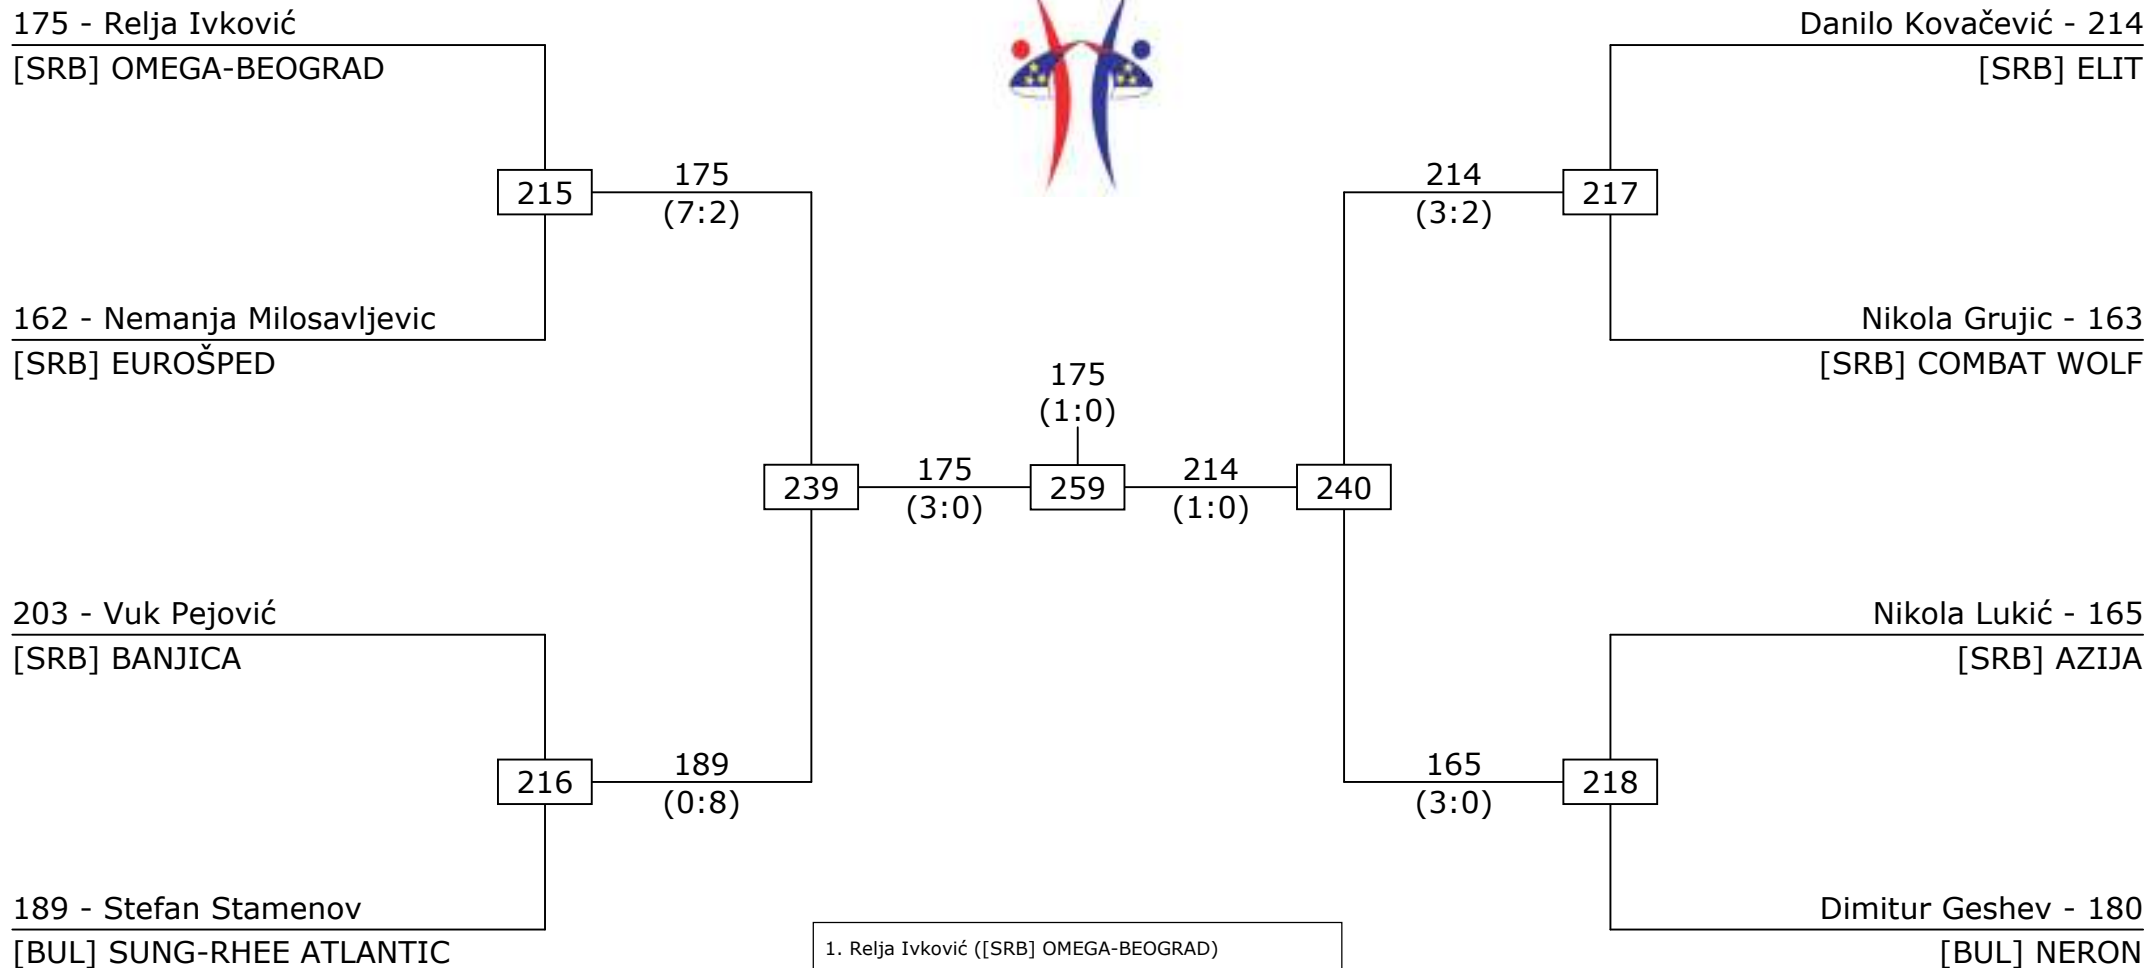 175 - Relja Ivković
[SRB] OMEGA-BEOGRAD
215
175
(7:2)
162 - Nemanja Milosavljevic
[SRB] EUROŠPED
203 - Vuk Pejović
[SRB] BANJICA
216
189
(0:8)
189 - Stefan Stamenov
[BUL] SUNG-RHEE ATLANTIC
239
175
(3:0)
175
(1:0)
259
214
(1:0)
240
Danilo Kovačević - 214
[SRB] ELIT
214
(3:2)
217
Nikola Grujic - 163
[SRB] COMBAT WOLF
Nikola Lukić - 165
[SRB] AZIJA
165
(3:0)
218
Dimitur Geshev - 180
[BUL] NERON
1. Relja Ivković ([SRB] OMEGA-BEOGRAD)